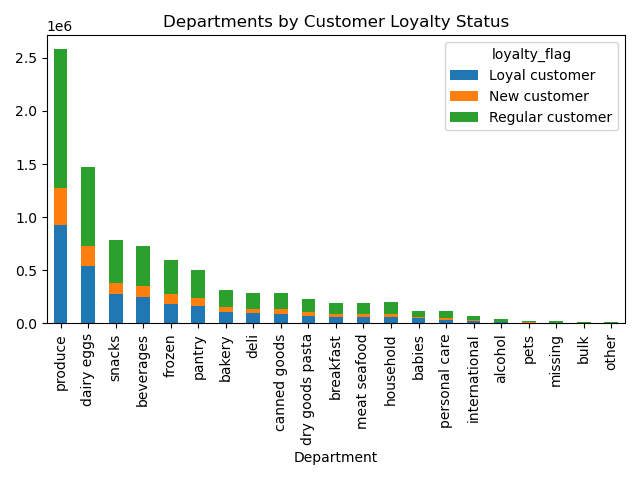 Departments by Customer Loyalty Status
1e6
2.5
2.0
1.5
1.0
0.5
0.0
loyalty_flag
Loyal customer
New customer
Regular customer
produce
dairy eggs
snacks
beverages
frozen
pantry
bakery
deli
canned goods
dry goods pasta
breakfast
meat seafood
household
babies
personal care
international
alcohol
pets
missing
bulk
other
Department